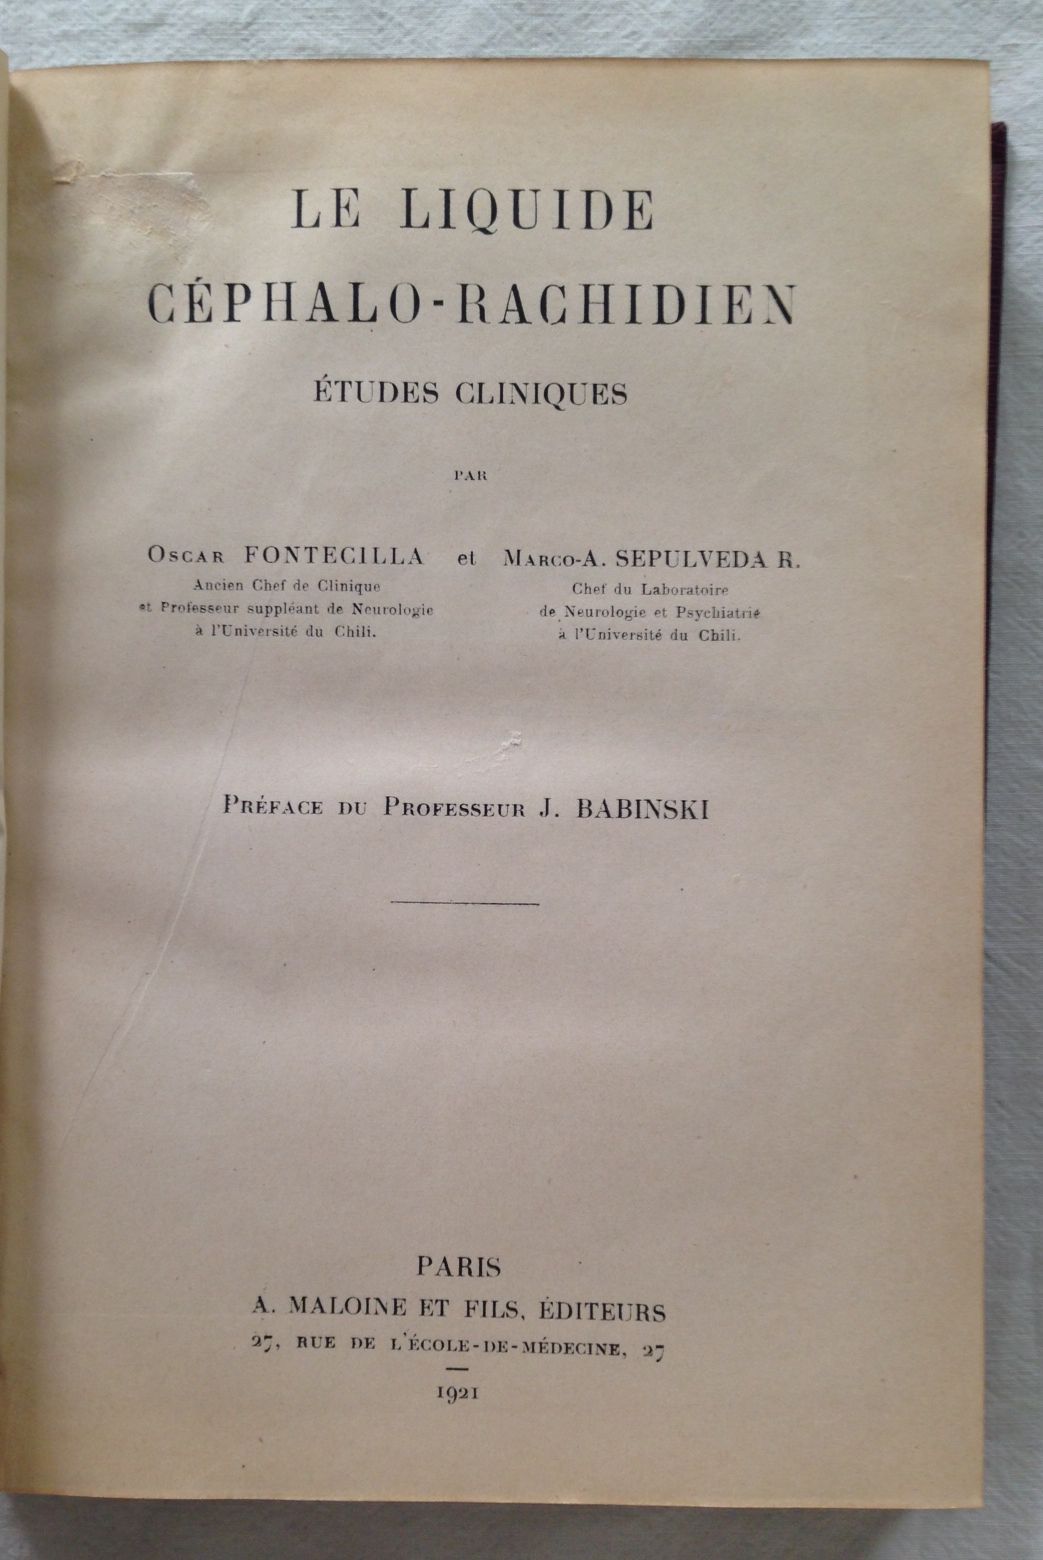 LE LIQUIDE
CÉPHALO-RACHIDIEN
ÉTUDES CLINIQUES
PAR
OSCAR FONTECILLA et MARCO-A. SEPULVEDA R.
Ancien Chef de Clinique
et Professeur suppléant de Neurologie
à l'Université du Chili.
Chef du Laboratoire
de Neurologie et Psychiatrie
à l'Université du Chili.
PRÉFACE DU PROFESSEUR J. BABINSKI
PARIS
A. MALOINE ET FILS, ÉDITEURS
27, RUE DE L'ÉCOLE-DE-MÉDECINE, 27
1921